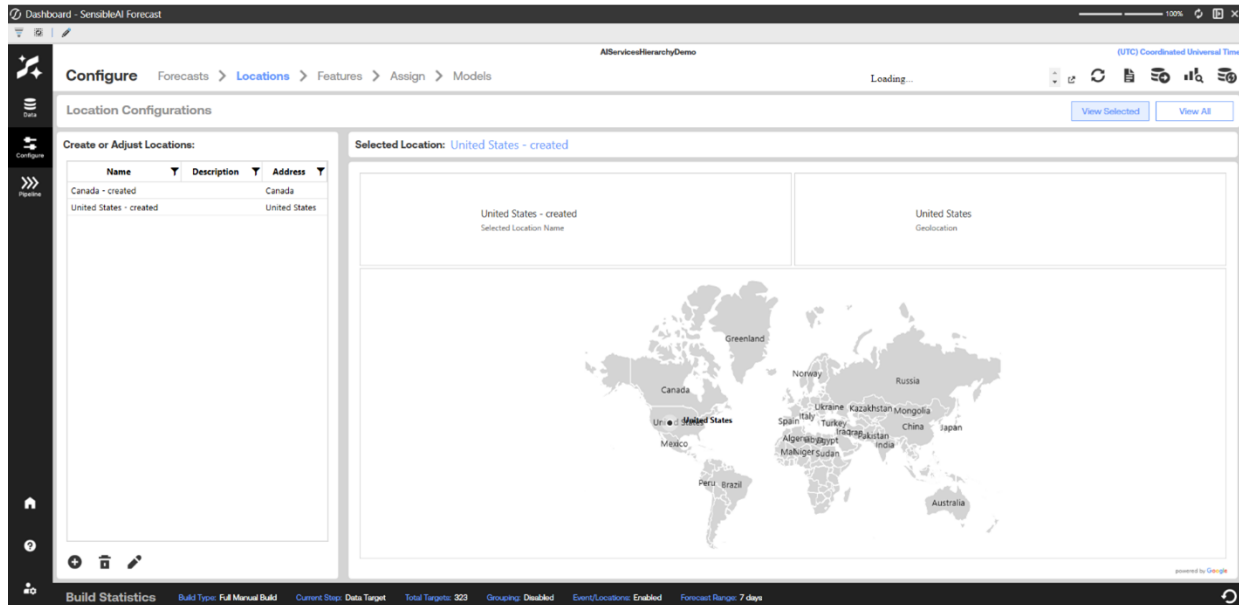 Dashboard - SensibleAI Forecast
100%
AIServicesHierarchyDemo
(UTC) Coordinated Universal Time
Configure Forecasts > Locations > Features > Assign > Models
Loading...
Data
Location Configurations
View Selected
View All
Configure
Create or Adjust Locations:
Selected Location: United States - created
Name Description Address
Canada - created Canada
United States - created United States
Pipeline
United States - created
Selected Location Name
United States
Geolocation
Greenland
Norway
Russia
Canada
Ukraine
Kazakhstan
Mongolia
United States
United States
Spain
Italy
Turkey
China
Japan
Iraq
Iran
Pakistan
Mexico
Algeria
Libya
Egypt
India
Mali
Niger
Sudan
Peru
Brazil
Australia
powered by Google
Build Statistics Build Type: Full Manual Build Current Step: Data Target Total Targets: 323 Grouping: Disabled Event/Locations: Enabled Forecast Range: 7 days